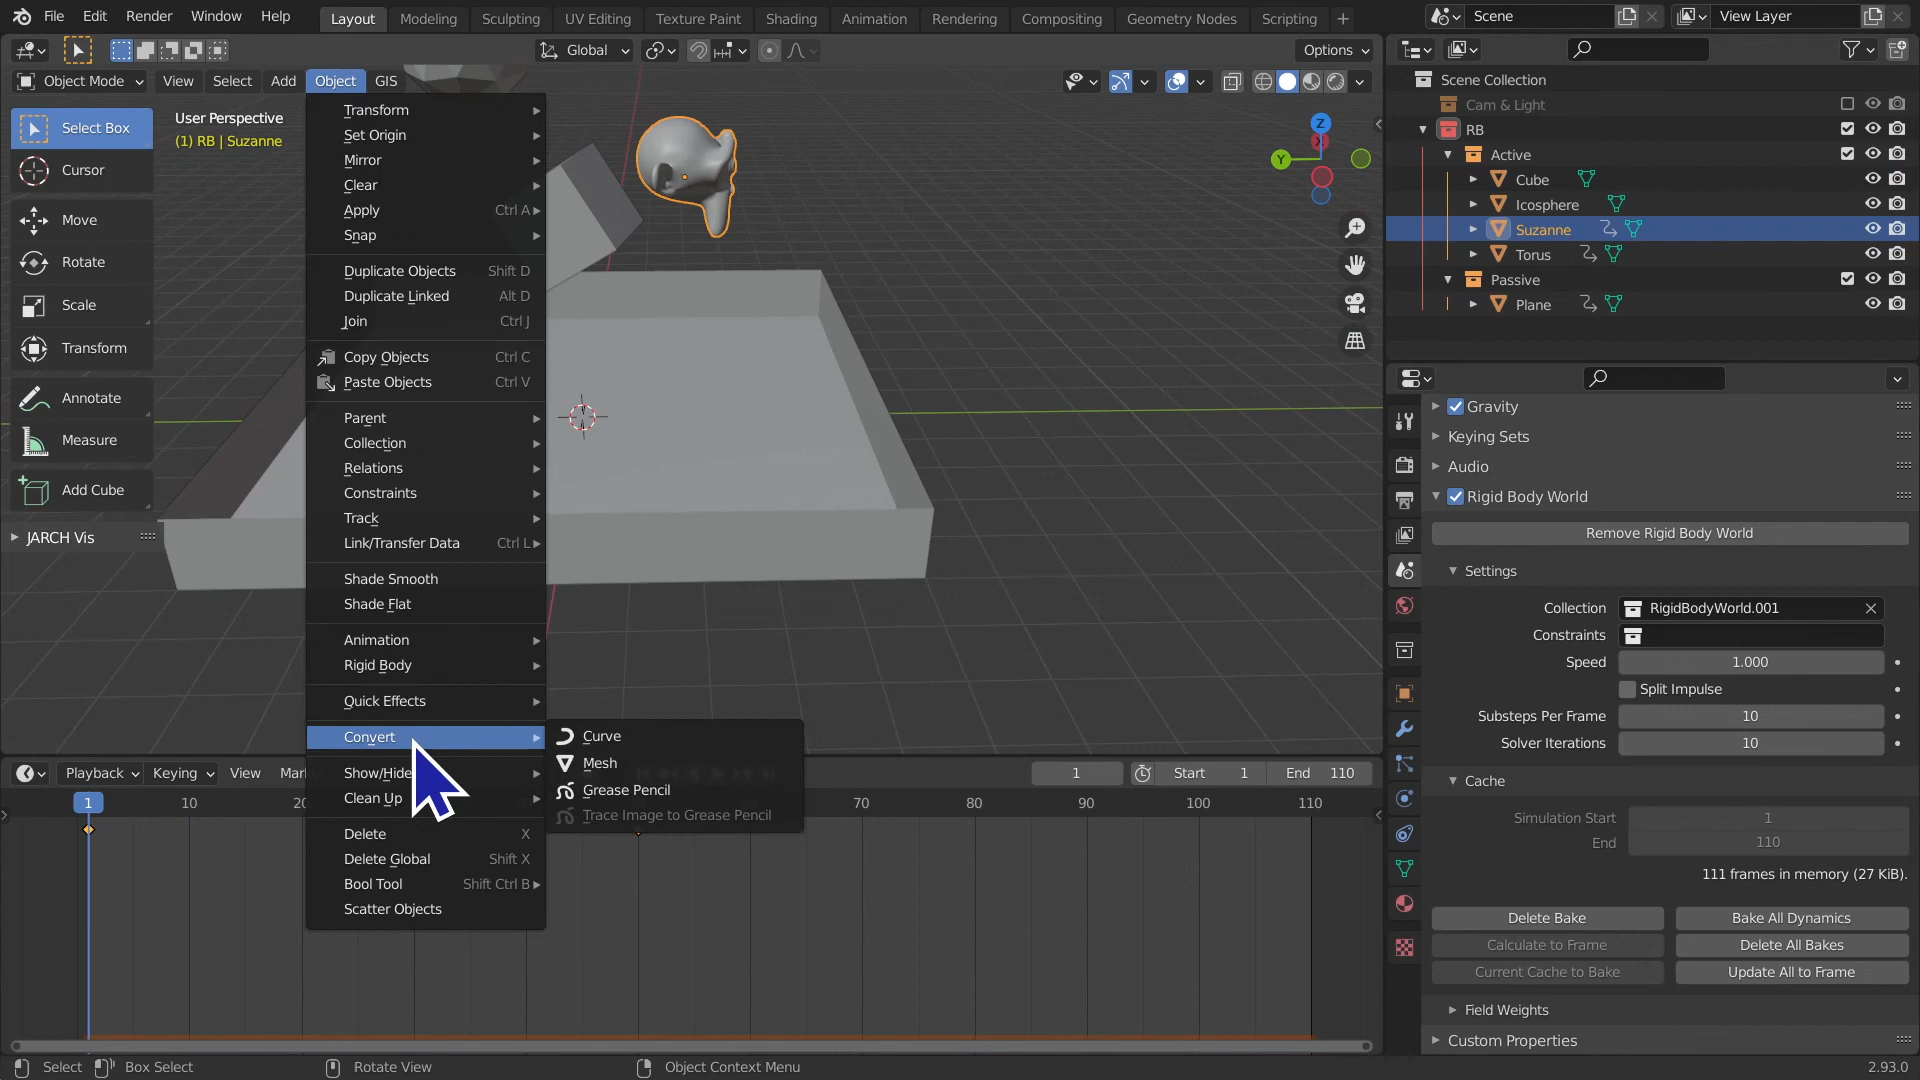 File Edit Render Window Help Layout Modeling Sculpting UV Editing Texture Paint Shading Animation Rendering Compositing Geometry Nodes Scripting Scene View Layer
Global Options
Object Mode View Select Add Object GIS
User Perspective
(1) RB | Suzanne
Select Box
Cursor
Move
Rotate
Scale
Transform
Annotate
Measure
Add Cube
JARCH Vis
Transform
Set Origin
Mirror
Clear
Apply Ctrl A
Snap
Duplicate Objects Shift D
Duplicate Linked Alt D
Join Ctrl J
Copy Objects Ctrl C
Paste Objects Ctrl V
Parent
Collection
Relations
Constraints
Track
Link/Transfer Data Ctrl L
Shade Smooth
Shade Flat
Animation
Rigid Body
Quick Effects
Convert
Show/Hide
Clean Up
Delete X
Delete Global Shift X
Bool Tool Shift Ctrl B
Scatter Objects
Curve
Mesh
Grease Pencil
Trace Image to Grease Pencil
Z
X
Y
Scene Collection
Cam & Light
RB
Active
Cube
Icosphere
Suzanne
Torus
Passive
Plane
Gravity
Keying Sets
Audio
Rigid Body World
Remove Rigid Body World
Settings
Collection RigidBodyWorld.001
Constraints
Speed 1.000
Split Impulse
Substeps Per Frame 10
Solver Iterations 10
Cache
Simulation Start 1
End 110
111 frames in memory (27 KiB).
Delete Bake Bake All Dynamics
Calculate to Frame Delete All Bakes
Current Cache to Bake Update All to Frame
Field Weights
Custom Properties
Playback Keying View 1 Start 1 End 110
1 10 70 80 90 100 110
Select Box Select Rotate View Object Context Menu 2.93.0